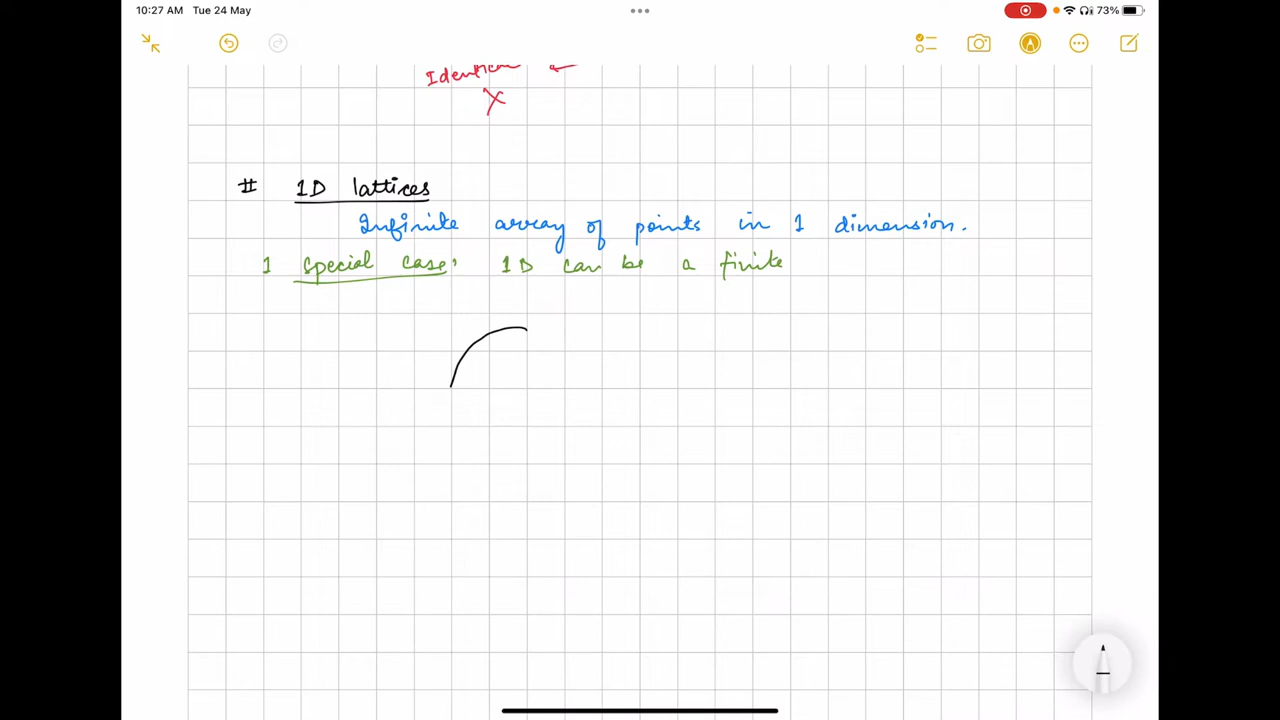 10:27 AM Tue 24 May
73%
Identical
X
# 1D lattices
Infinite array of points in 1 dimension.
1 special case: 1D can be a finite